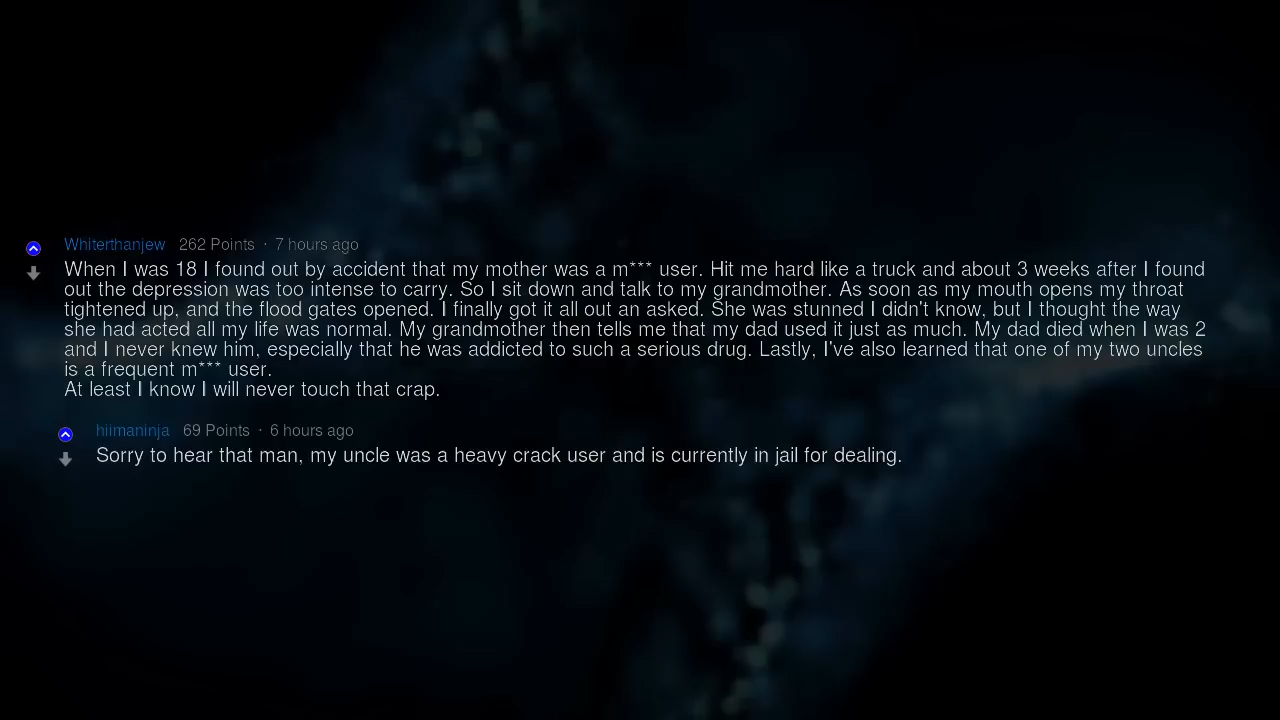 Whiterthanjew 262 Points · 7 hours ago
When I was 18 I found out by accident that my mother was a m*** user. Hit me hard like a truck and about 3 weeks after I found
out the depression was too intense to carry. So I sit down and talk to my grandmother. As soon as my mouth opens my throat
tightened up, and the flood gates opened. I finally got it all out an asked. She was stunned I didn't know, but I thought the way
she had acted all my life was normal. My grandmother then tells me that my dad used it just as much. My dad died when I was 2
and I never knew him, especially that he was addicted to such a serious drug. Lastly, I've also learned that one of my two uncles
is a frequent m*** user.
At least I know I will never touch that crap.
hiimaninja 69 Points · 6 hours ago
Sorry to hear that man, my uncle was a heavy crack user and is currently in jail for dealing.